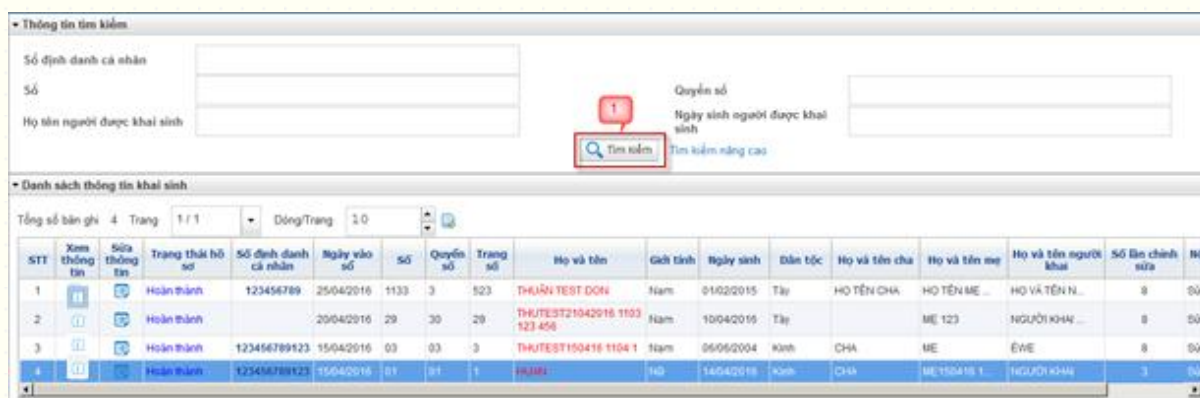 Thông tin tìm kiếm
Số định danh cá nhân
Số Quyển số
Họ tên người được khai sinh Ngày sinh người được khai sinh
1
Tìm kiếm Tìm kiếm nâng cao
Danh sách thông tin khai sinh
Tổng số bản ghi 4 Trang 1 / 1 Dòng/Trang 10
STT Xem thông tin Sửa thông tin Trạng thái hồ sơ Số định danh cá nhân Ngày vào sổ Số Quyển số Trang số Họ và tên Giới tính Ngày sinh Dân tộc Họ và tên cha Họ và tên mẹ Họ và tên người khai Số lần chỉnh sửa
1 Hoàn thành 123456789 25/04/2016 1133 3 523 THUẬN TEST DON Nam 01/02/2015 Tày HO TÊN CHA HO TÊN ME ... HO VÀ TÊN N... 8
2 Hoàn thành 20/04/2016 29 30 29 THUTEST21042016 1103 123 456 Nam 10/04/2016 Tày ME 123 NGƯỜI KHAI ... 8
3 Hoàn thành 123456789123 15/04/2016 03 03 3 THUTEST150416 1104 1 Nam 06/06/2004 Kinh CHA ME EWE 8
4 Hoàn thành 123456789123 15/04/2016 01 01 1 Nữ 14/04/2016 Kinh CHA ME150416 1... NGƯỜI KHAI 3